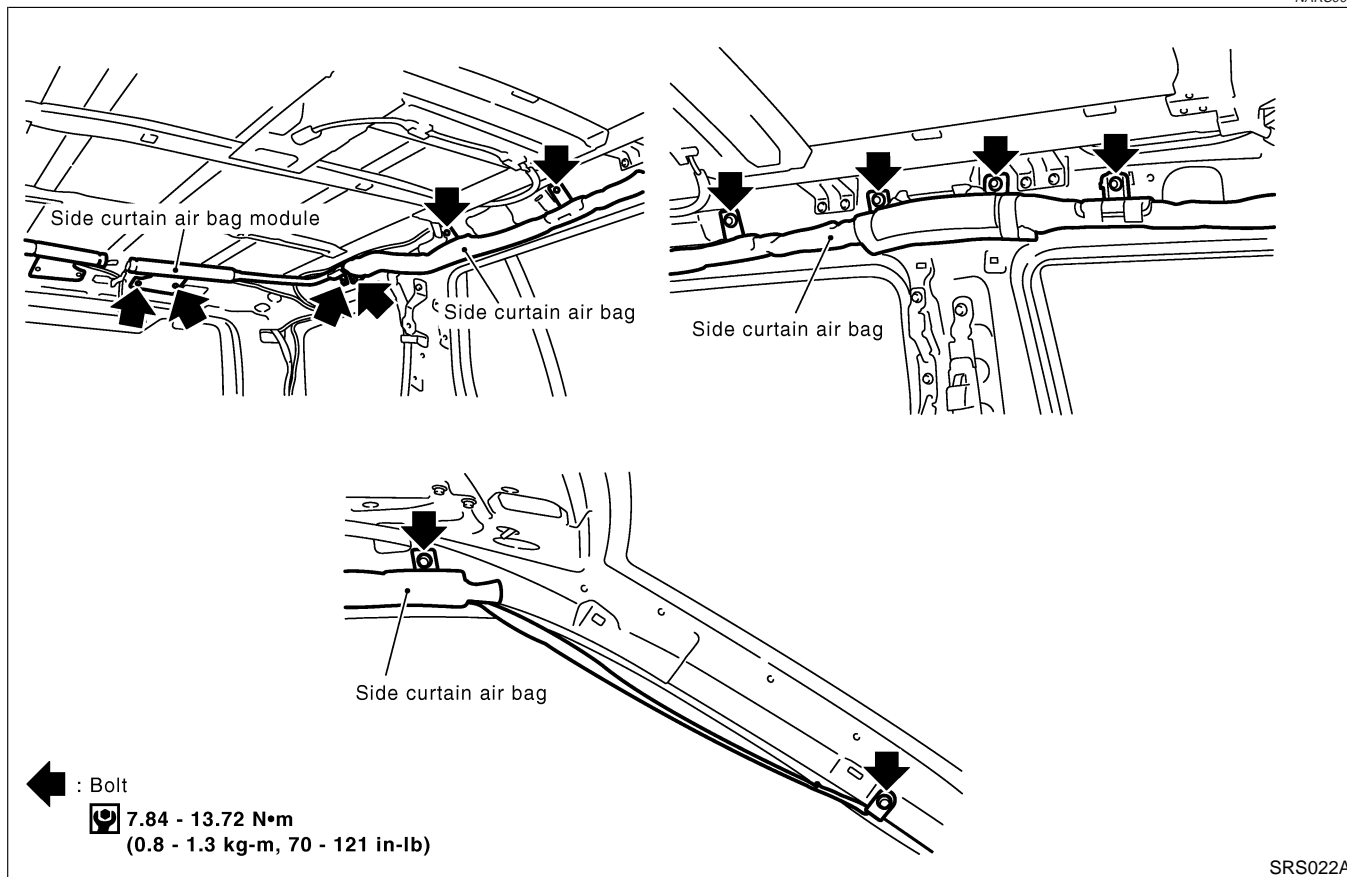 Side curtain air bag module
Side curtain air bag
Side curtain air bag
Side curtain air bag
: Bolt
7.84 - 13.72 N•m
(0.8 - 1.3 kg-m, 70 - 121 in-lb)
SRS022A